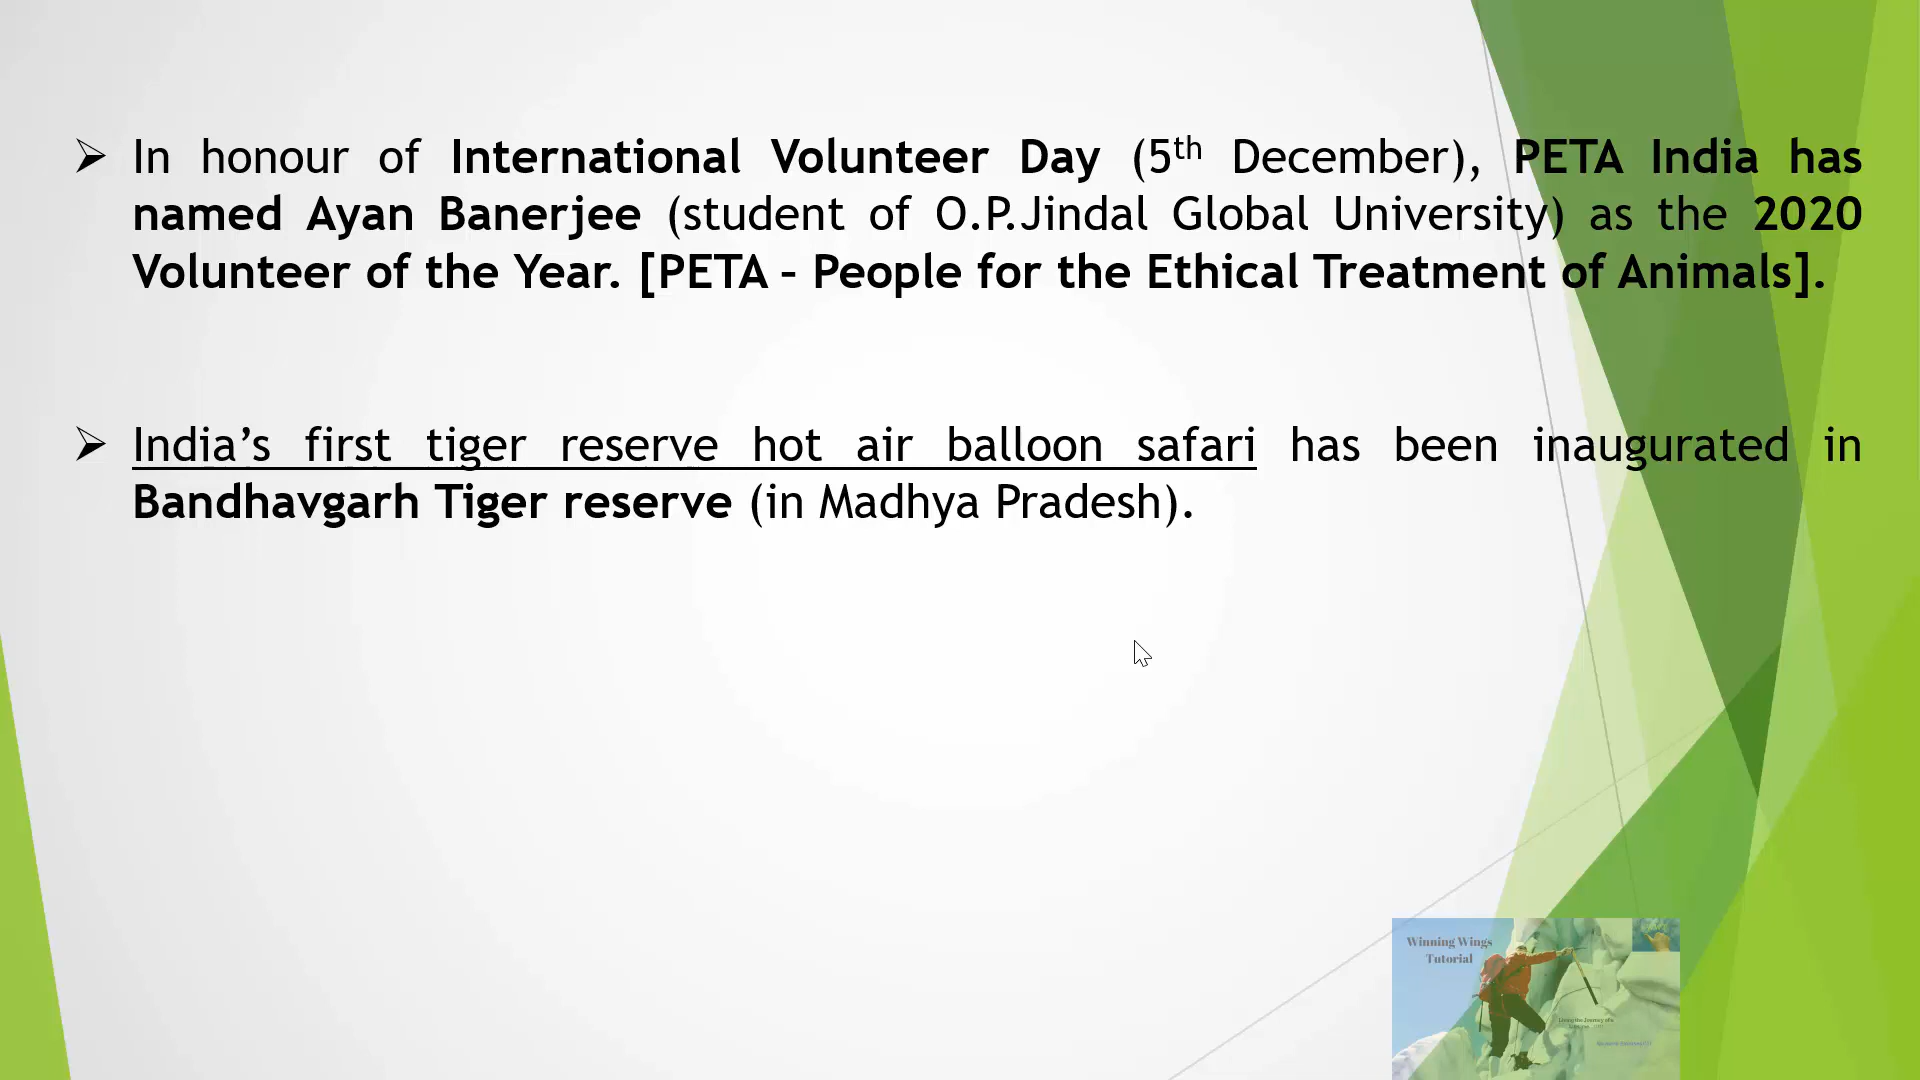 ➢ In honour of International Volunteer Day (5th December), PETA India has
named Ayan Banerjee (student of O.P.Jindal Global University) as the 2020
Volunteer of the Year. [PETA – People for the Ethical Treatment of Animals].
➢ India’s first tiger reserve hot air balloon safari has been inaugurated in
Bandhavgarh Tiger reserve (in Madhya Pradesh).
Winning Wings
Tutorial